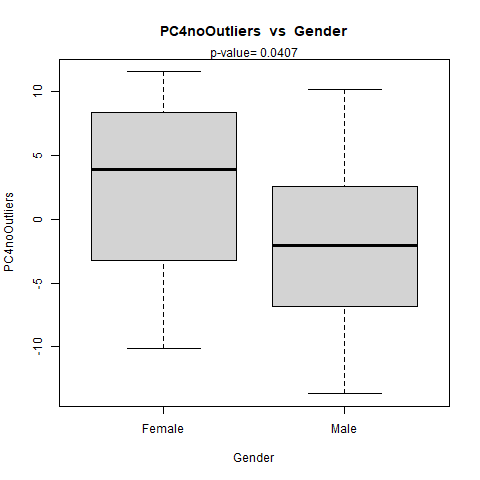 PC4noOutliers vs Gender
p-value= 0.0407
10
5
0
-5
-10
PC4noOutliers
Female Male
Gender